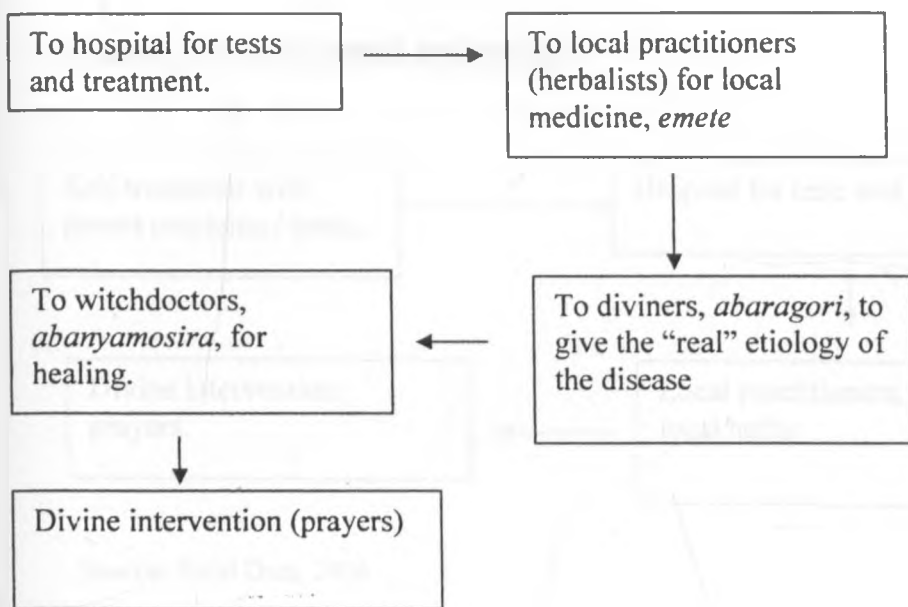 To hospital for tests
and treatment.
To local practitioners
(herbalists) for local
medicine, emete
To diviners, abaragori, to
give the "real" etiology of
the disease
To witchdoctors,
abanyamosira, for
healing.
Divine intervention (prayers)